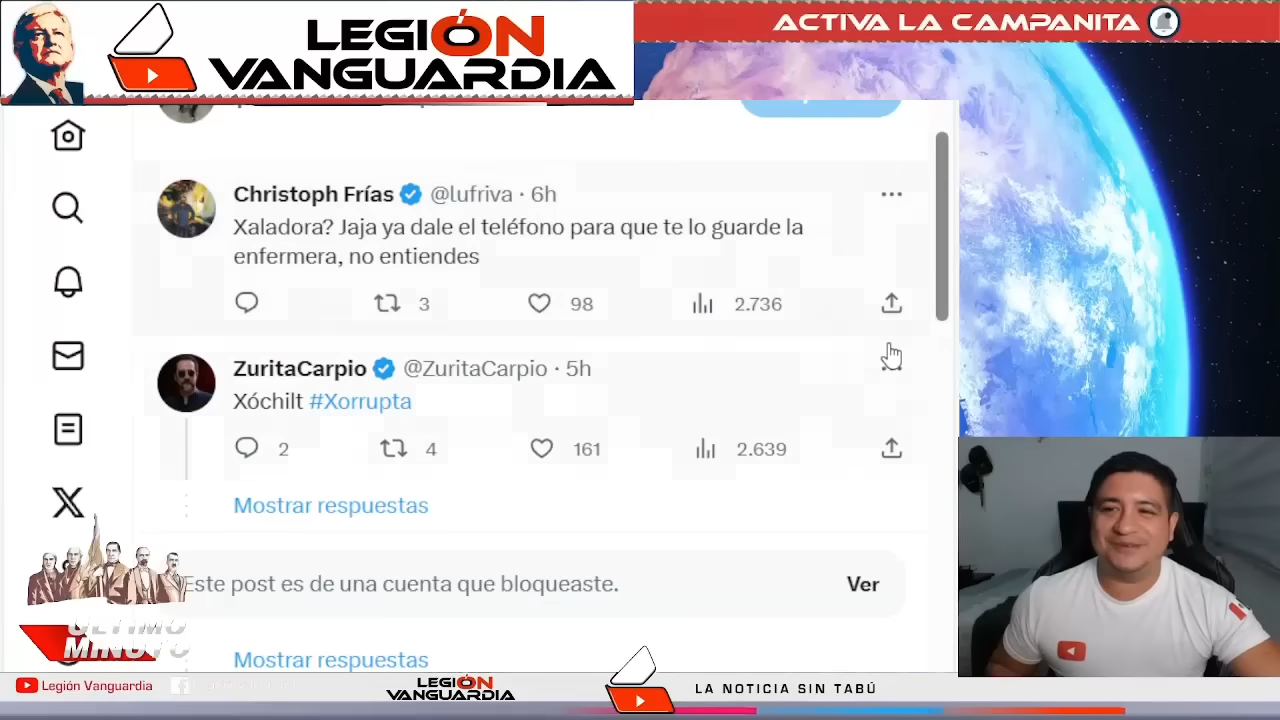 LEGIÓN
VANGUARDIA
ACTIVA LA CAMPANITA
Christoph Frías @lufriva · 6h
Xaladora? Jaja ya dale el teléfono para que te lo guarde la
enfermera, no entiendes
3 98 2.736
ZuritaCarpio @ZuritaCarpio · 5h
Xóchilt #Xorrupta
2 4 161 2.639
Mostrar respuestas
Este post es de una cuenta que bloqueaste. Ver
ÚLTIMO
MINUTO
Mostrar respuestas
Legión Vanguardia
LEGIÓN
VANGUARDIA
LA NOTICIA SIN TABÚ